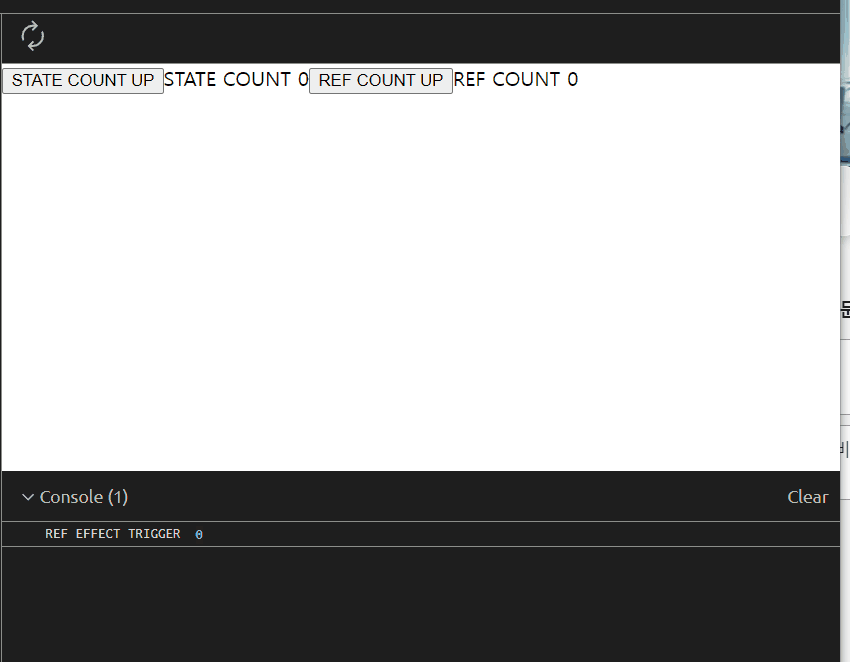 STATE COUNT UP STATE COUNT 0 REF COUNT UP REF COUNT 0
Console (1)
Clear
REF EFFECT TRIGGER 0